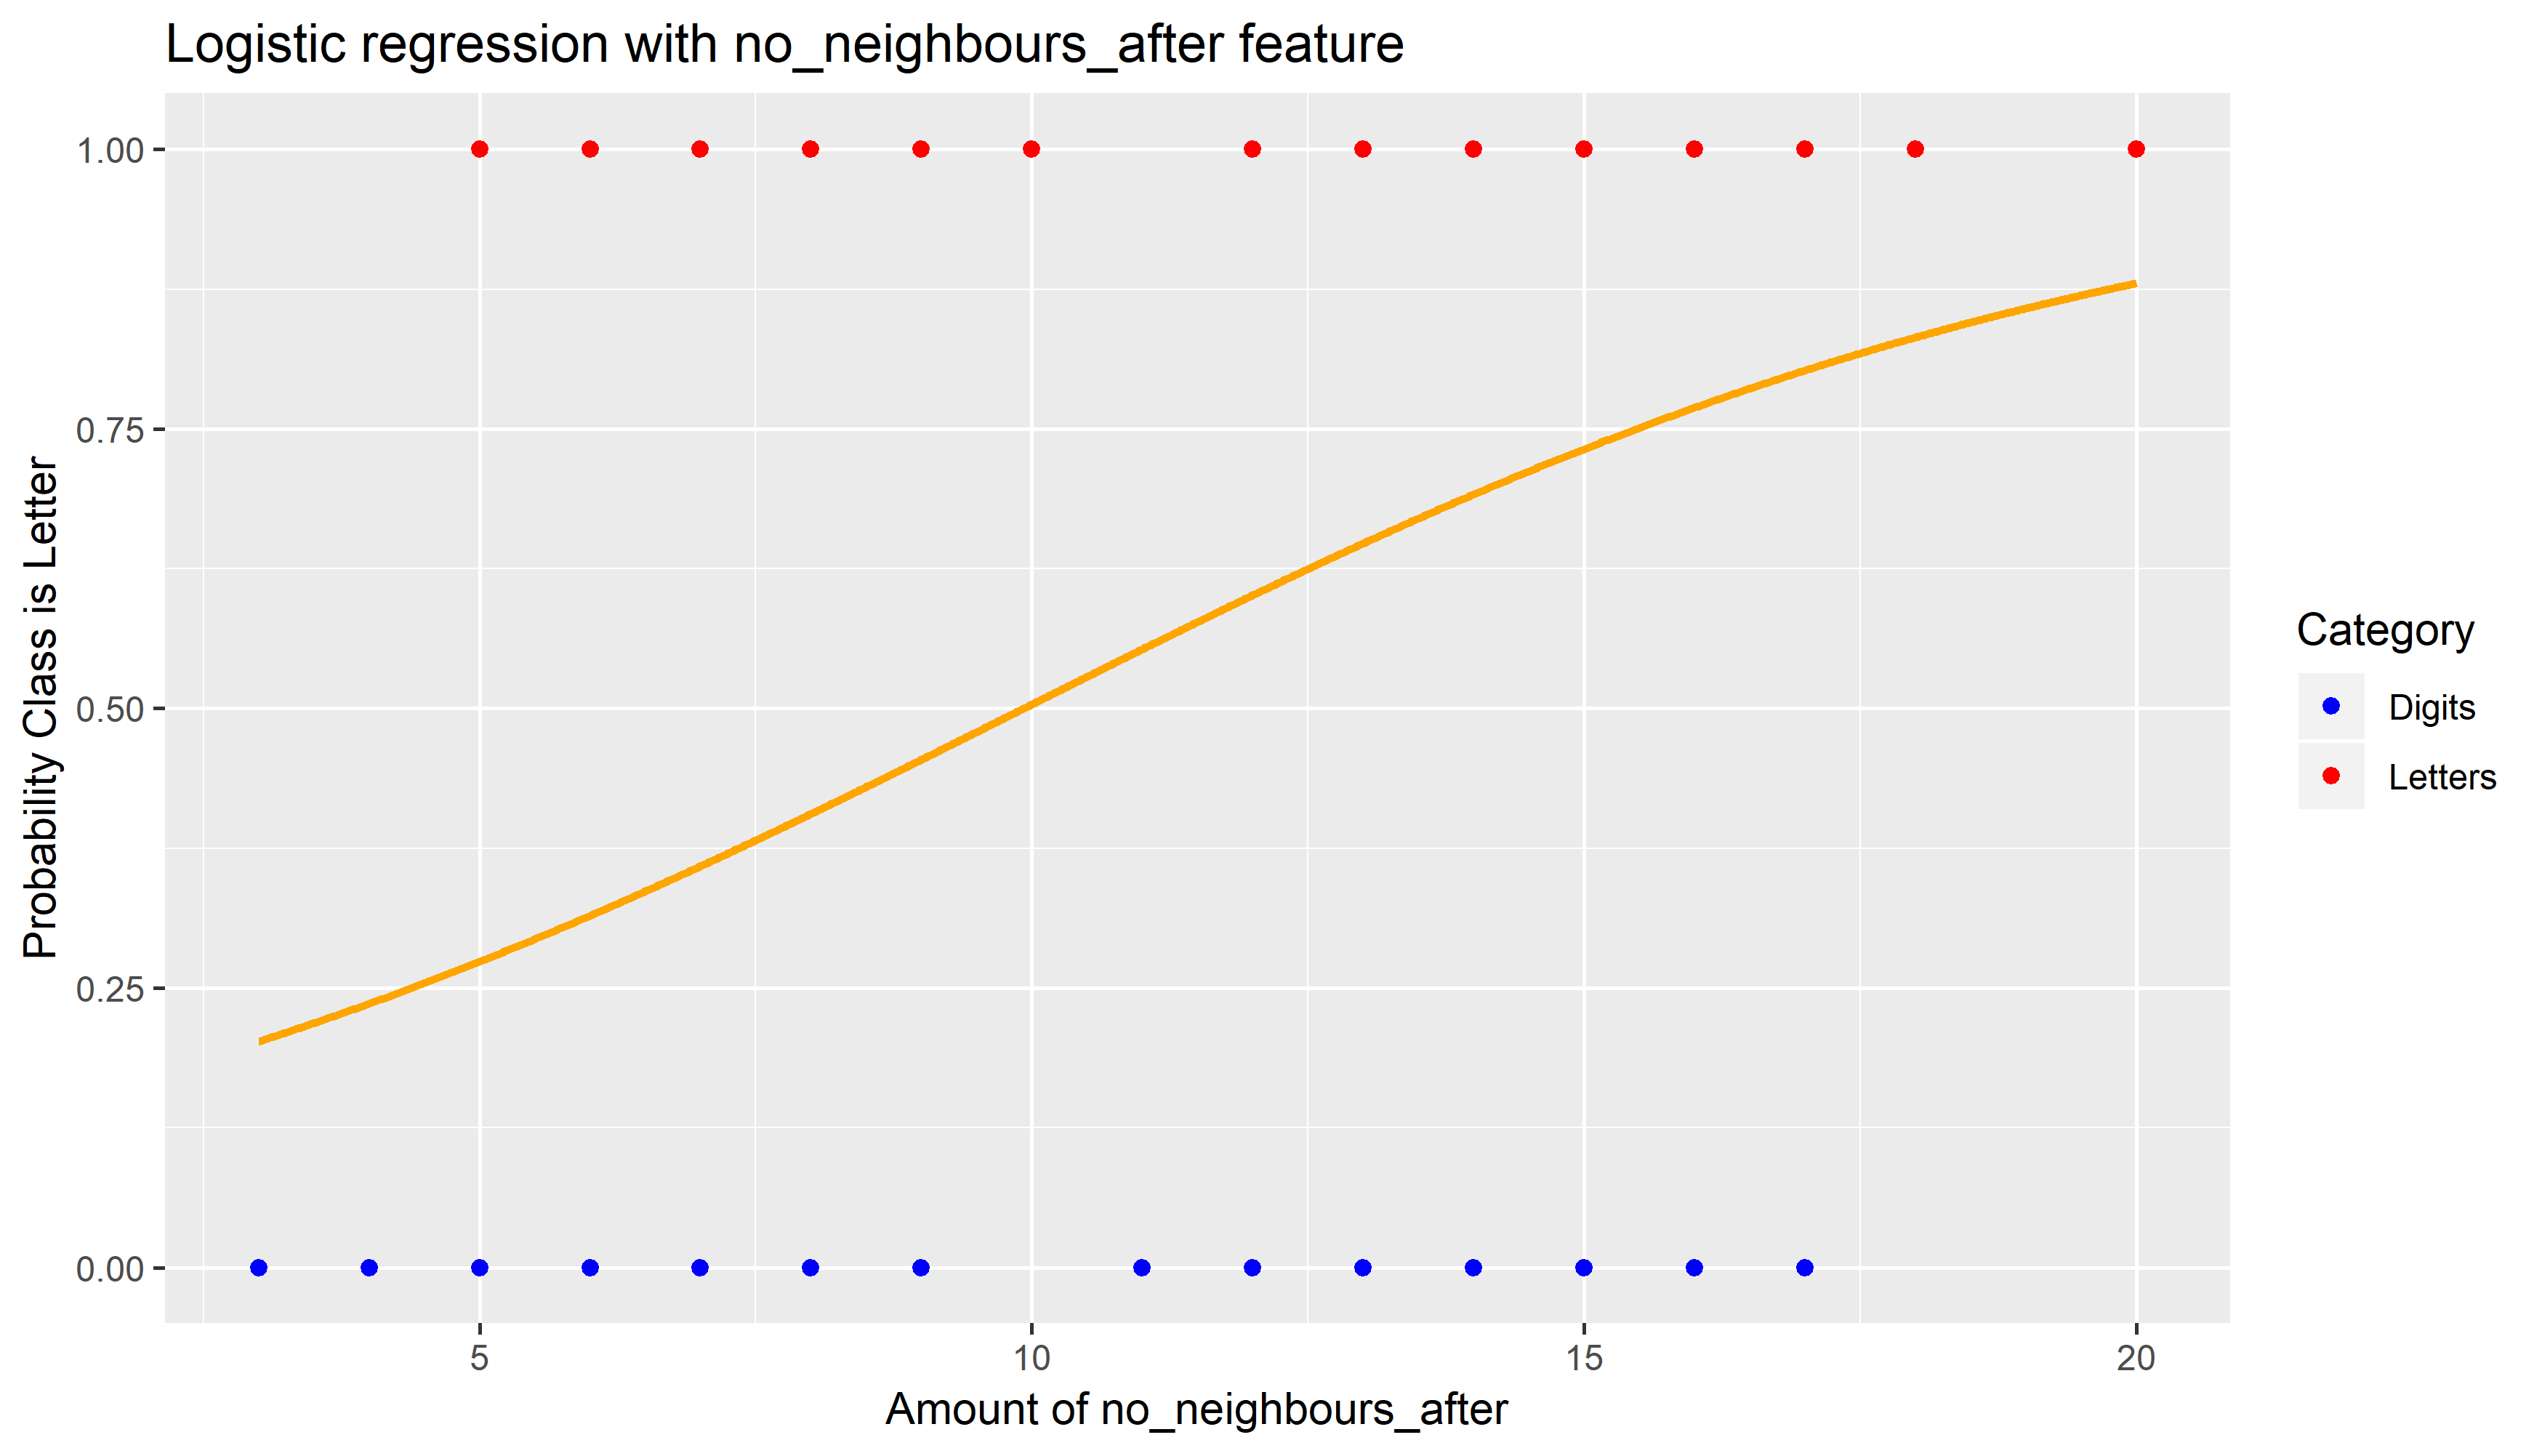 Logistic regression with no_neighbours_after feature
Probability Class is Letter
1.00
0.75
0.50
0.25
0.00
5
10
15
20
Amount of no_neighbours_after
Category
Digits
Letters